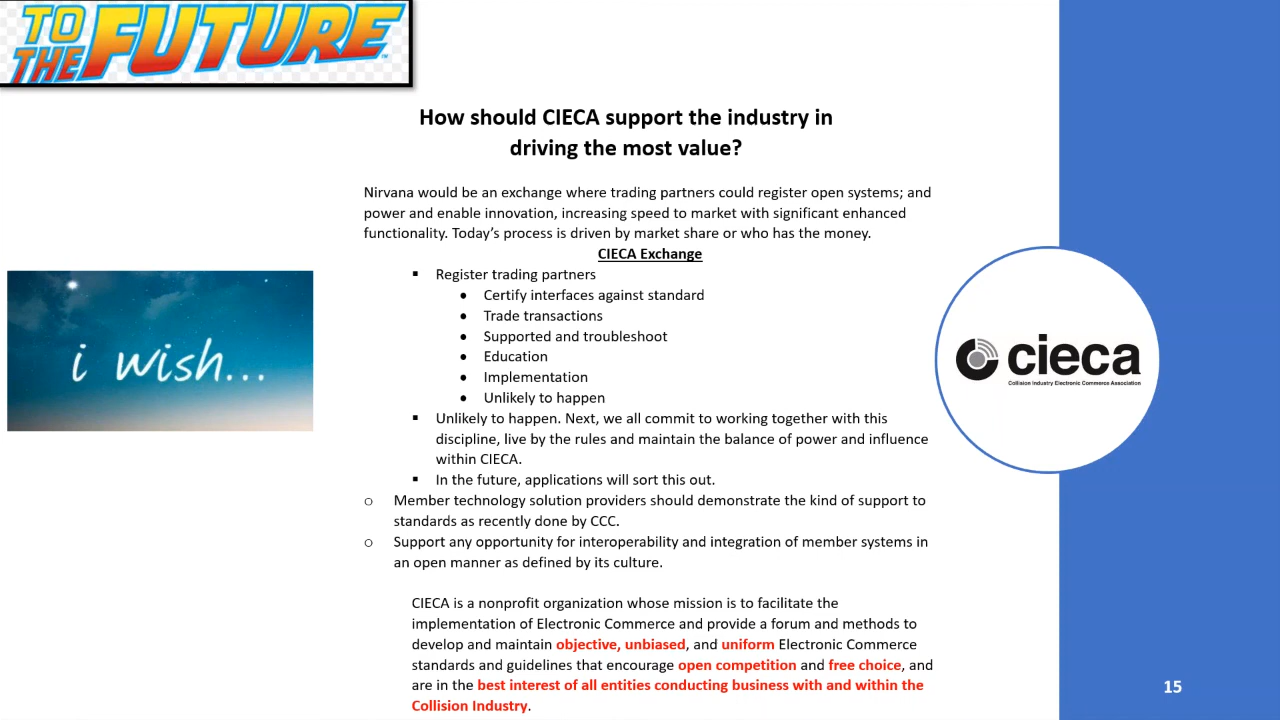 TO
THE
FUTURE™
How should CIECA support the industry in
driving the most value?
Nirvana would be an exchange where trading partners could register open systems; and
power and enable innovation, increasing speed to market with significant enhanced
functionality. Today's process is driven by market share or who has the money.
CIECA Exchange
▪ Register trading partners
● Certify interfaces against standard
● Trade transactions
● Supported and troubleshoot
● Education
● Implementation
● Unlikely to happen
▪ Unlikely to happen. Next, we all commit to working together with this
discipline, live by the rules and maintain the balance of power and influence
within CIECA.
▪ In the future, applications will sort this out.
o Member technology solution providers should demonstrate the kind of support to
standards as recently done by CCC.
o Support any opportunity for interoperability and integration of member systems in
an open manner as defined by its culture.
CIECA is a nonprofit organization whose mission is to facilitate the
implementation of Electronic Commerce and provide a forum and methods to
develop and maintain objective, unbiased, and uniform Electronic Commerce
standards and guidelines that encourage open competition and free choice, and
are in the best interest of all entities conducting business with and within the
Collision Industry.
i wish...
cieca
Collision Industry Electronic Commerce Association
15